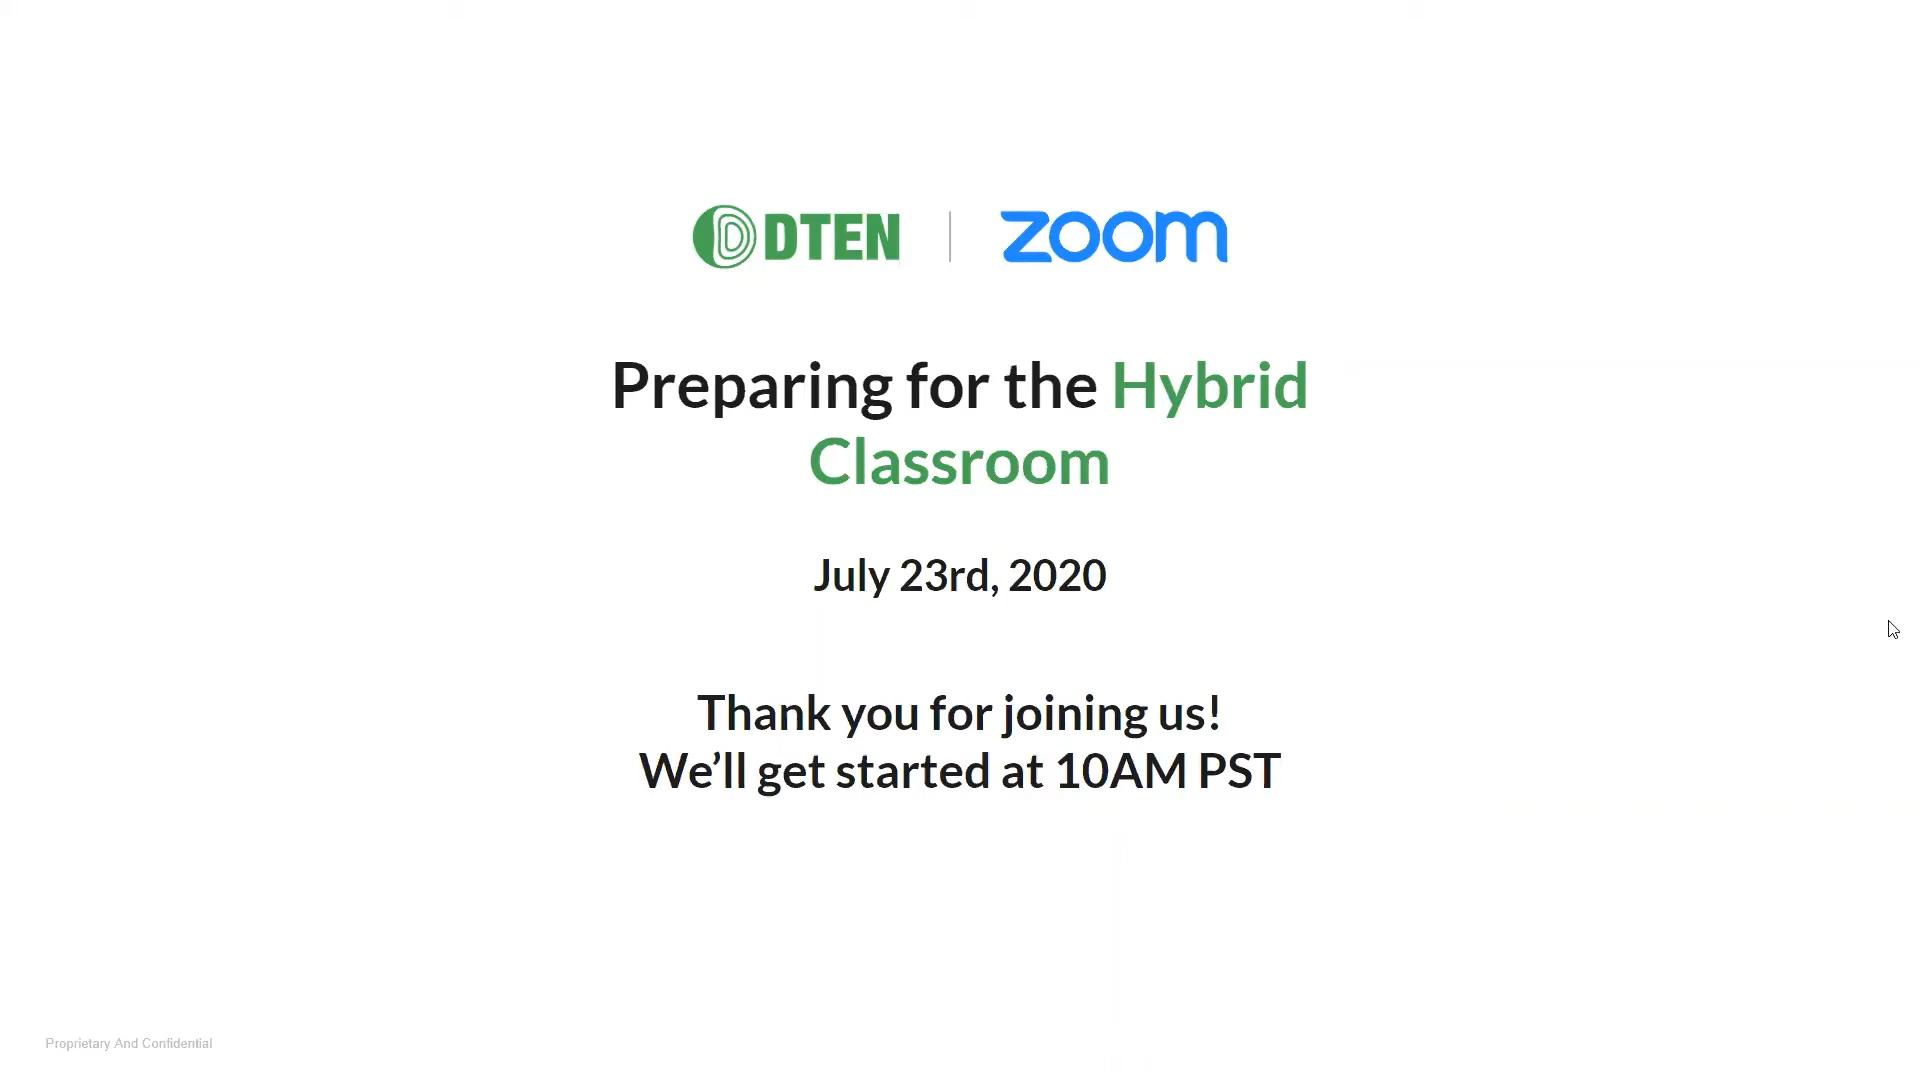 DTEN zoom
Preparing for the Hybrid
Classroom
July 23rd, 2020
Thank you for joining us!
We’ll get started at 10AM PST
Proprietary And Confidential